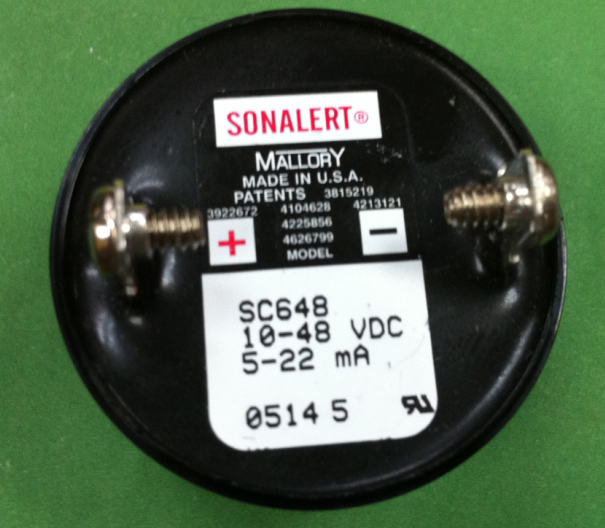 SONALERT®
MALLORY
MADE IN U.S.A.
PATENTS 3815219
3922672 4104628 4213121
4225856
4626799
+ −
MODEL
SC648
10-48 VDC
5-22 mA
0514 5
RU